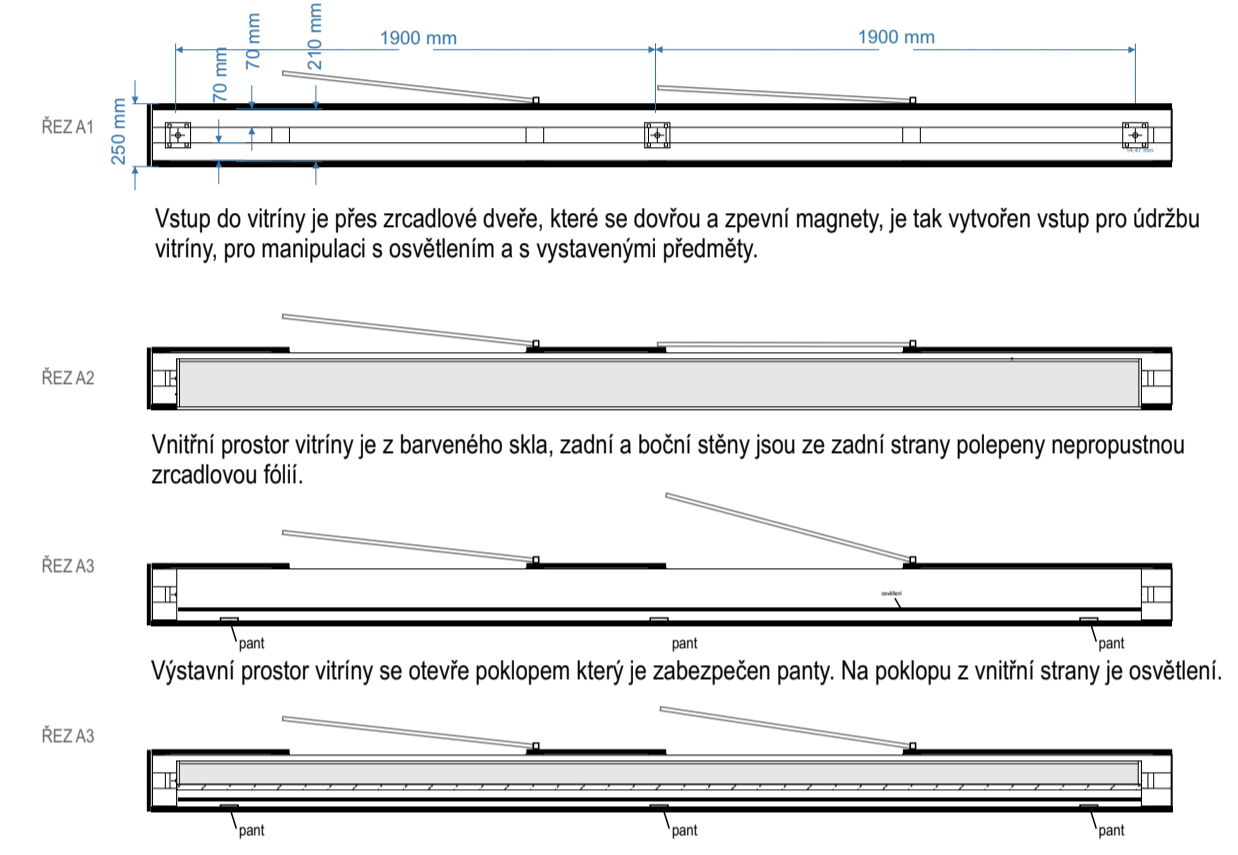 1900 mm
1900 mm
70 mm
70 mm
210 mm
250 mm
ŘEZ A1
14,47 mm
Vstup do vitríny je přes zrcadlové dveře, které se dovřou a zpevní magnety, je tak vytvořen vstup pro údržbu
vitríny, pro manipulaci s osvětlením a s vystavenými předměty.
ŘEZ A2
Vnitřní prostor vitríny je z barveného skla, zadní a boční stěny jsou ze zadní strany polepeny nepropustnou
zrcadlovou fólií.
ŘEZ A3
osvětlení
pant
pant
pant
Výstavní prostor vitríny se otevře poklopem který je zabezpečen panty. Na poklopu z vnitřní strany je osvětlení.
ŘEZ A3
pant
pant
pant